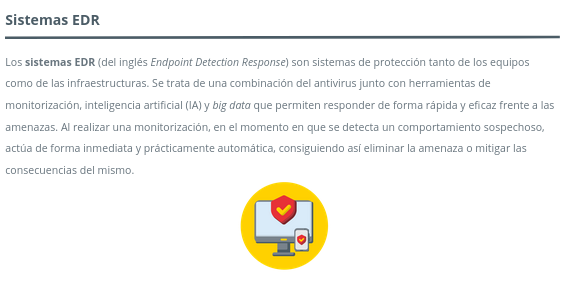 Sistemas EDR
Los sistemas EDR (del inglés Endpoint Detection Response) son sistemas de protección tanto de los equipos
como de las infraestructuras. Se trata de una combinación del antivirus junto con herramientas de
monitorización, inteligencia artificial (IA) y big data que permiten responder de forma rápida y eficaz frente a las
amenazas. Al realizar una monitorización, en el momento en que se detecta un comportamiento sospechoso,
actúa de forma inmediata y prácticamente automática, consiguiendo así eliminar la amenaza o mitigar las
consecuencias del mismo.